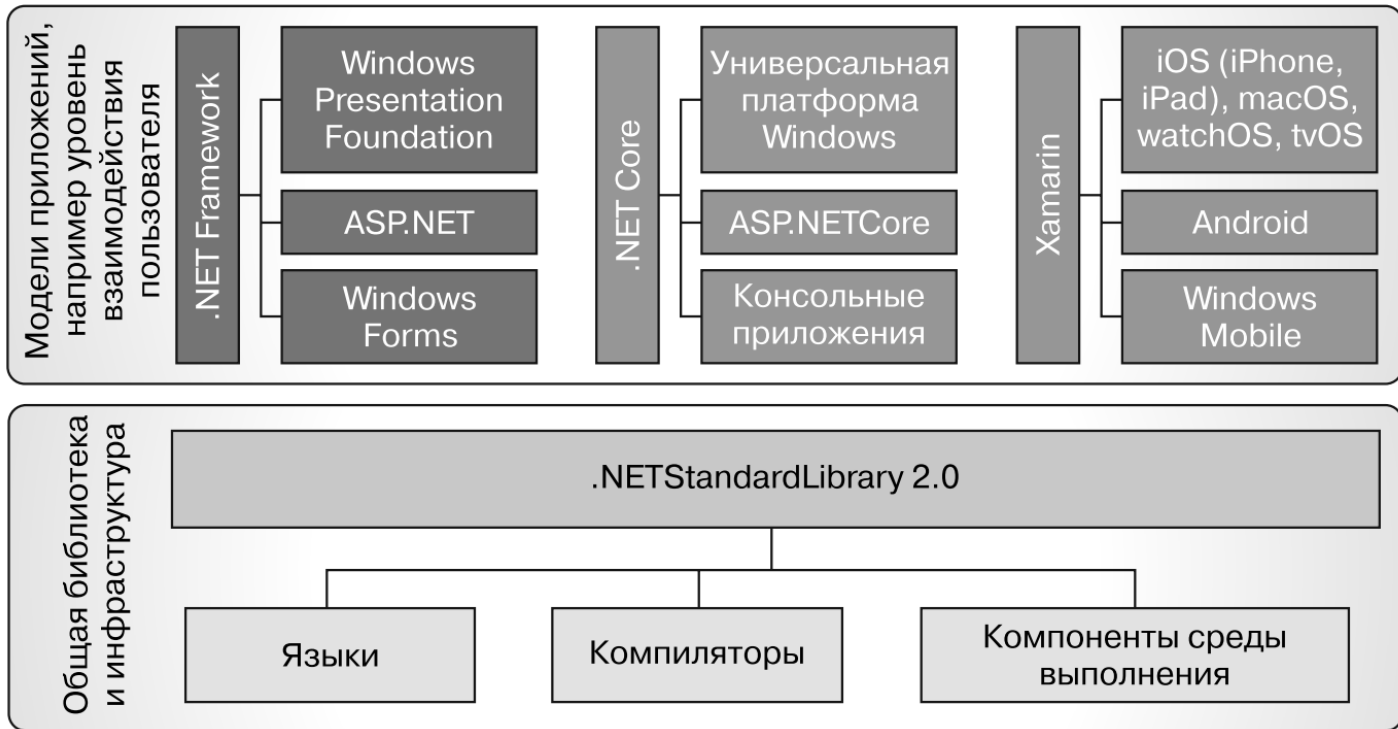 Модели приложений,
например уровень
взаимодействия
пользователя
.NET Framework
Windows
Presentation
Foundation
ASP.NET
Windows
Forms
.NET Core
Универсальная
платформа
Windows
ASP.NETCore
Консольные
приложения
Xamarin
iOS (iPhone,
iPad), macOS,
watchOS, tvOS
Android
Windows
Mobile
Общая библиотека
и инфраструктура
.NETStandardLibrary 2.0
Языки
Компиляторы
Компоненты среды
выполнения